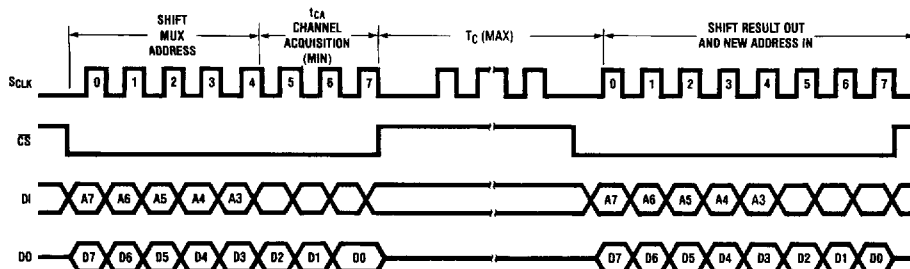 SHIFT
MUX
ADDRESS
tCA
CHANNEL
ACQUISITION
(MIN)
TC (MAX)
SHIFT RESULT OUT
AND NEW ADDRESS IN
SCLK
0 1 2 3 4 5 6 7 0 1 2 3 4 5 6 7
CS
DI
A7 A6 A5 A4 A3 A7 A6 A5 A4 A3
DO
D7 D6 D5 D4 D3 D2 D1 D0 D7 D6 D5 D4 D3 D2 D1 D0